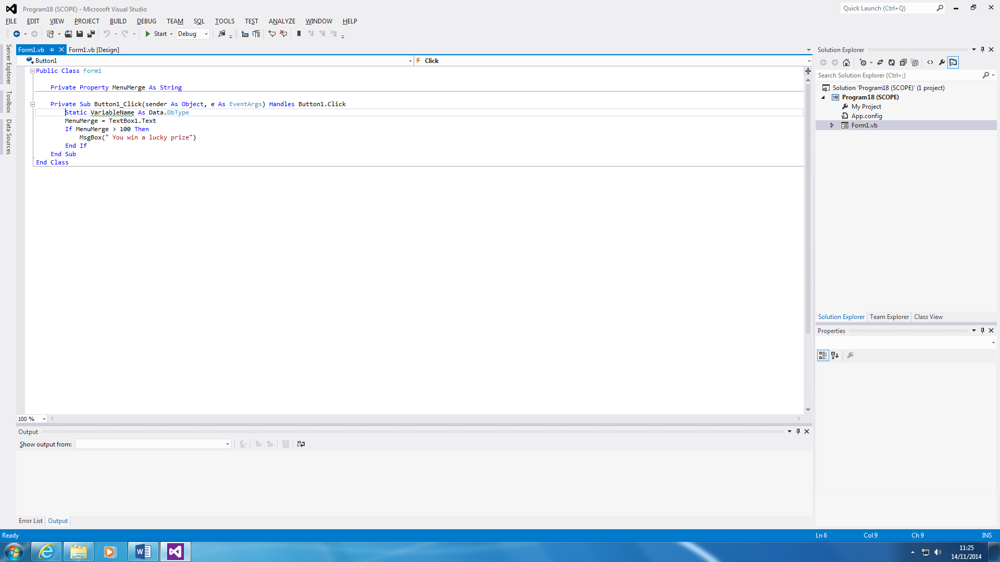 Program18 (SCOPE) - Microsoft Visual Studio
Quick Launch (Ctrl+Q)
FILE EDIT VIEW PROJECT BUILD DEBUG TEAM SQL TOOLS TEST ANALYZE WINDOW HELP
Start Debug
Server Explorer
Toolbox
Data Sources
Form1.vb Form1.vb [Design]
Button1 Click
Public Class Form1
Private Property MenuMerge As String
Private Sub Button1_Click(sender As Object, e As EventArgs) Handles Button1.Click
Static VariableName As Data.DbType
MenuMerge = TextBox1.Text
If MenuMerge > 100 Then
MsgBox(" You win a lucky prize")
End If
End Sub
End Class
100 %
Output
Show output from:
Error List Output
Solution Explorer
Search Solution Explorer (Ctrl+;)
Solution 'Program18 (SCOPE)' (1 project)
VB Program18 (SCOPE)
My Project
App.config
Form1.vb
Solution Explorer Team Explorer Class View
Properties
Ready Ln 6 Col 9 Ch 9 INS
11:25
14/11/2014